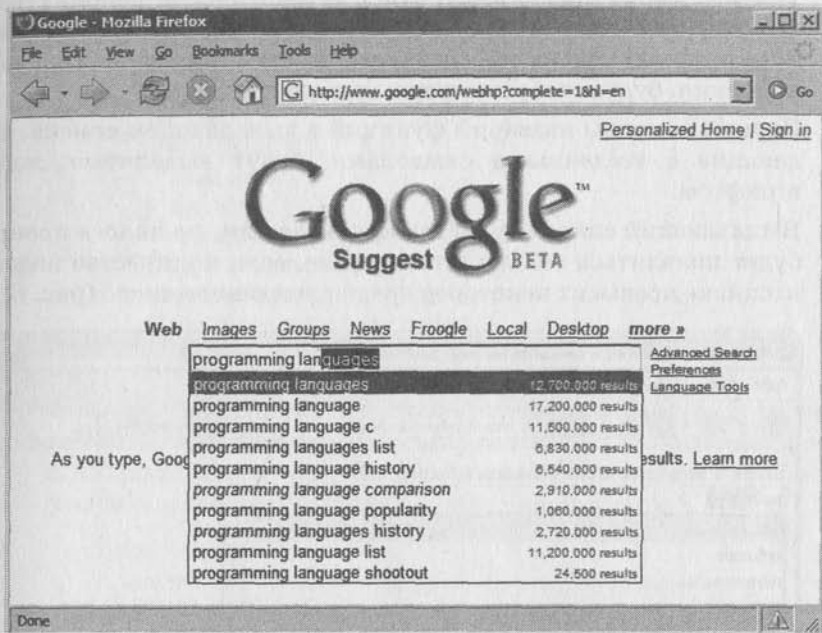 Google - Mozilla Firefox
File Edit View Go Bookmarks Tools Help
http://www.google.com/webhp?complete=1&hl=en
Go
Personalized Home | Sign in
Google™
Suggest BETA
Web Images Groups News Froogle Local Desktop more »
programming languages
Advanced Search
Preferences
Language Tools
programming languages 12,700,000 results
programming language 17,200,000 results
programming language c 11,500,000 results
programming languages list 6,830,000 results
programming language history 6,540,000 results
programming language comparison 2,910,000 results
programming language popularity 1,060,000 results
programming languages history 2,720,000 results
programming language list 11,200,000 results
programming language shootout 24,500 results
As you type, Goog esults. Learn more
Done